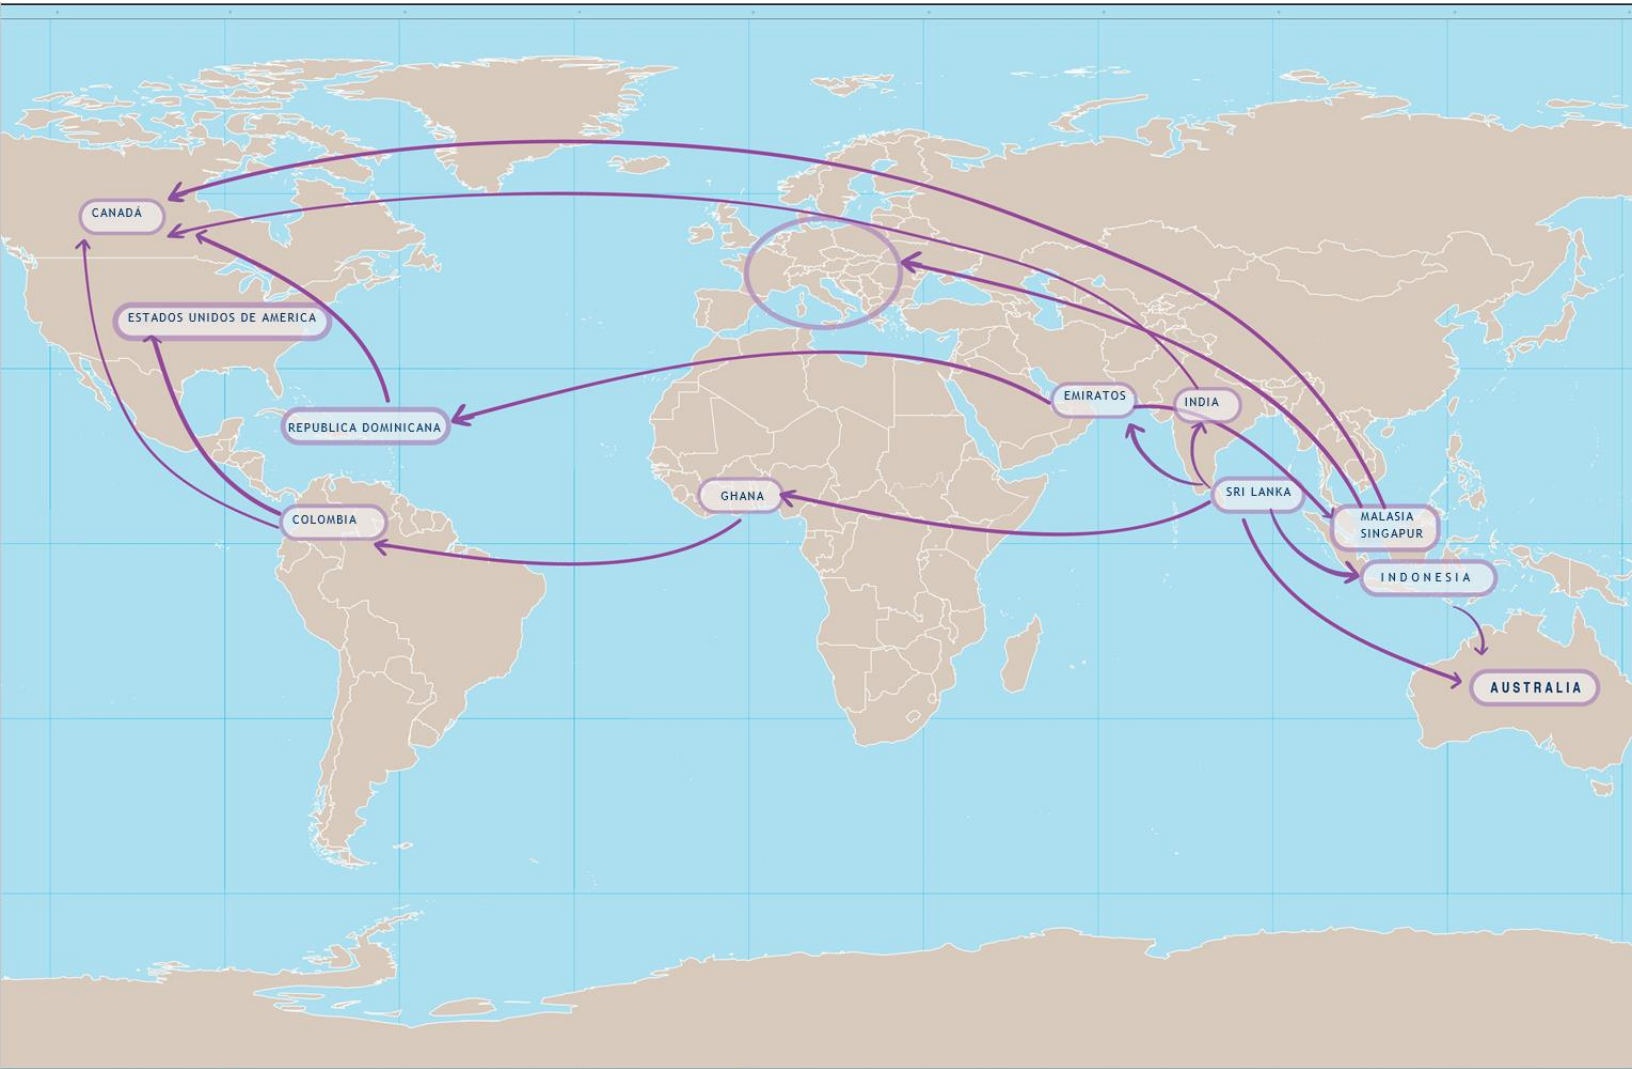 CANADÁ
ESTADOS UNIDOS DE AMERICA
EMIRATOS
INDIA
REPUBLICA DOMINICANA
GHANA
SRI LANKA
COLOMBIA
MALASIA
SINGAPUR
INDONESIA
AUSTRALIA